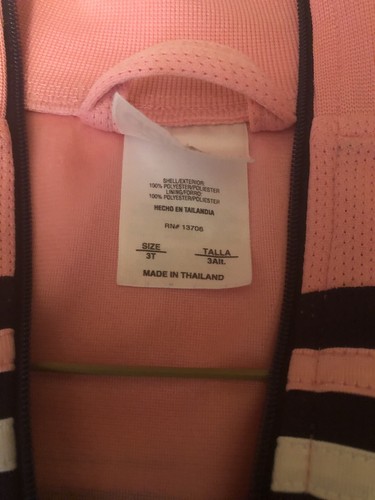 SHELL/EXTERIOR:
100% POLYESTER/POLIESTER
LINING/FORRO:
100% POLYESTER/POLIESTER
HECHO EN TAILANDIA
RN# 13706
SIZE TALLA
3T 3Alt.
MADE IN THAILAND